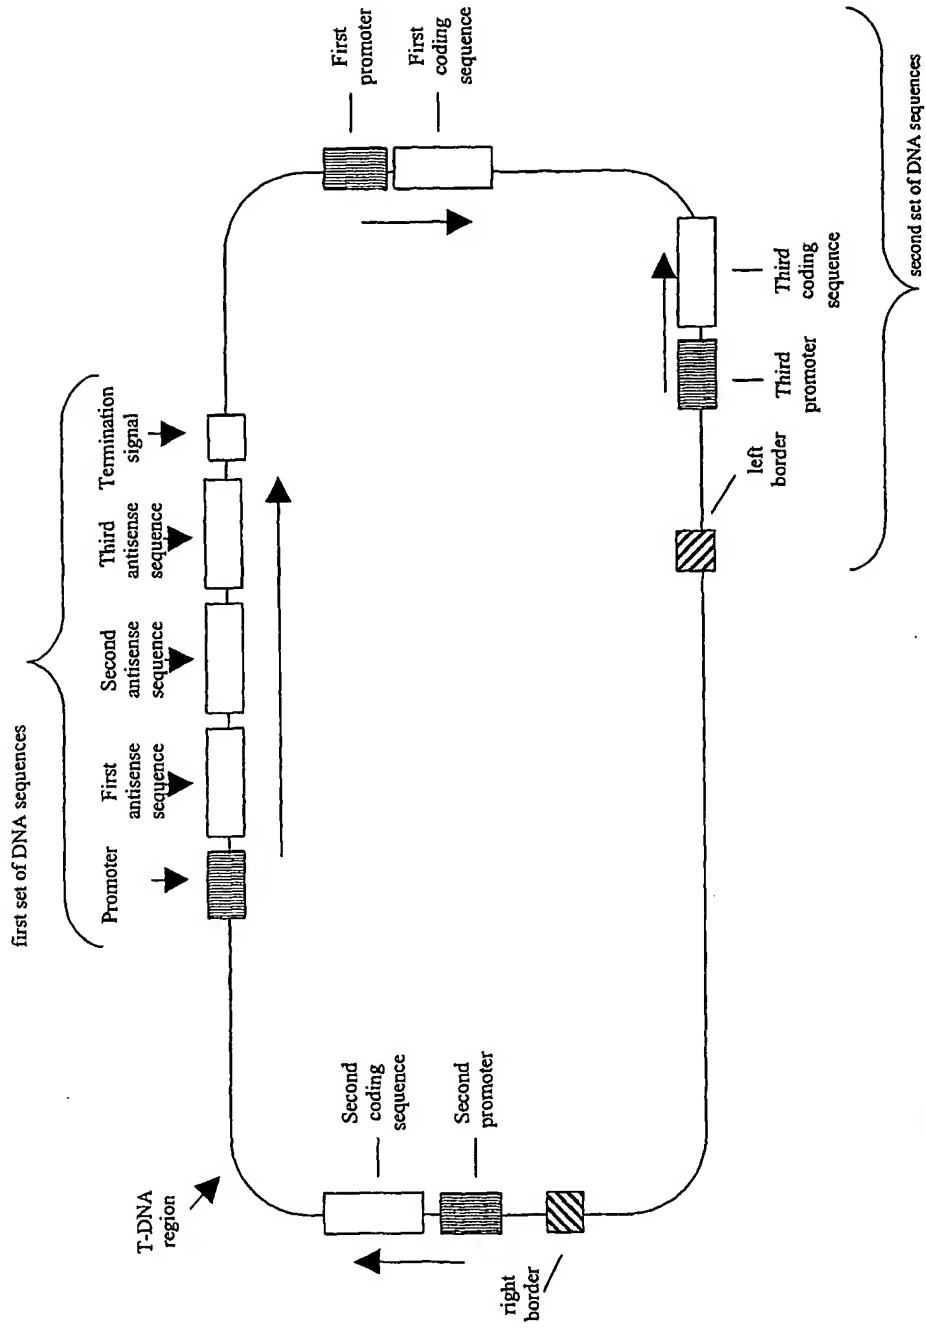 first set of DNA sequences
Promoter
First
antisense
sequence
Second
antisense
sequence
Third
antisense
sequence
Termination
signal
T-DNA
region
First
promoter
First
coding
sequence
Second
coding
sequence
Second
promoter
right
border
left
border
Third
promoter
Third
coding
sequence
second set of DNA sequences